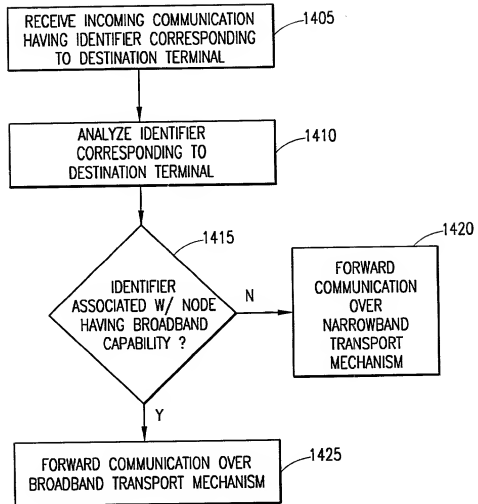 RECEIVE INCOMING COMMUNICATION
HAVING IDENTIFIER CORRESPONDING
TO DESTINATION TERMINAL
1405
ANALYZE IDENTIFIER
CORRESPONDING TO
DESTINATION TERMINAL
1410
1415
IDENTIFIER
ASSOCIATED W/ NODE
HAVING BROADBAND
CAPABILITY ?
N
1420
FORWARD
COMMUNICATION
OVER
NARROWBAND
TRANSPORT
MECHANISM
Y
FORWARD COMMUNICATION OVER
BROADBAND TRANSPORT MECHANISM
1425